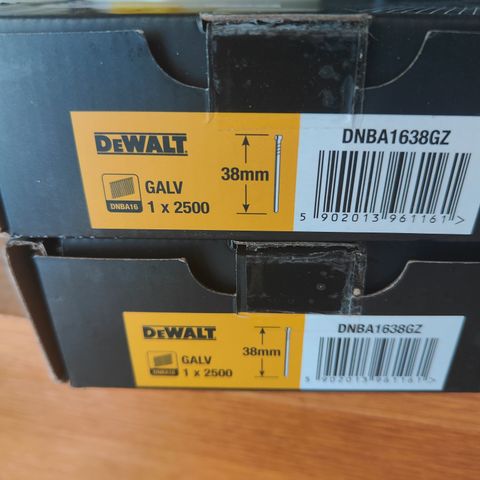 DEWALT
GALV
DNBA16
1 x 2500
38mm
DNBA1638GZ
5 902013 961161 >
DEWALT
GALV
DNBA16
1 x 2500
38mm
DNBA1638GZ
5 902013 961161 >